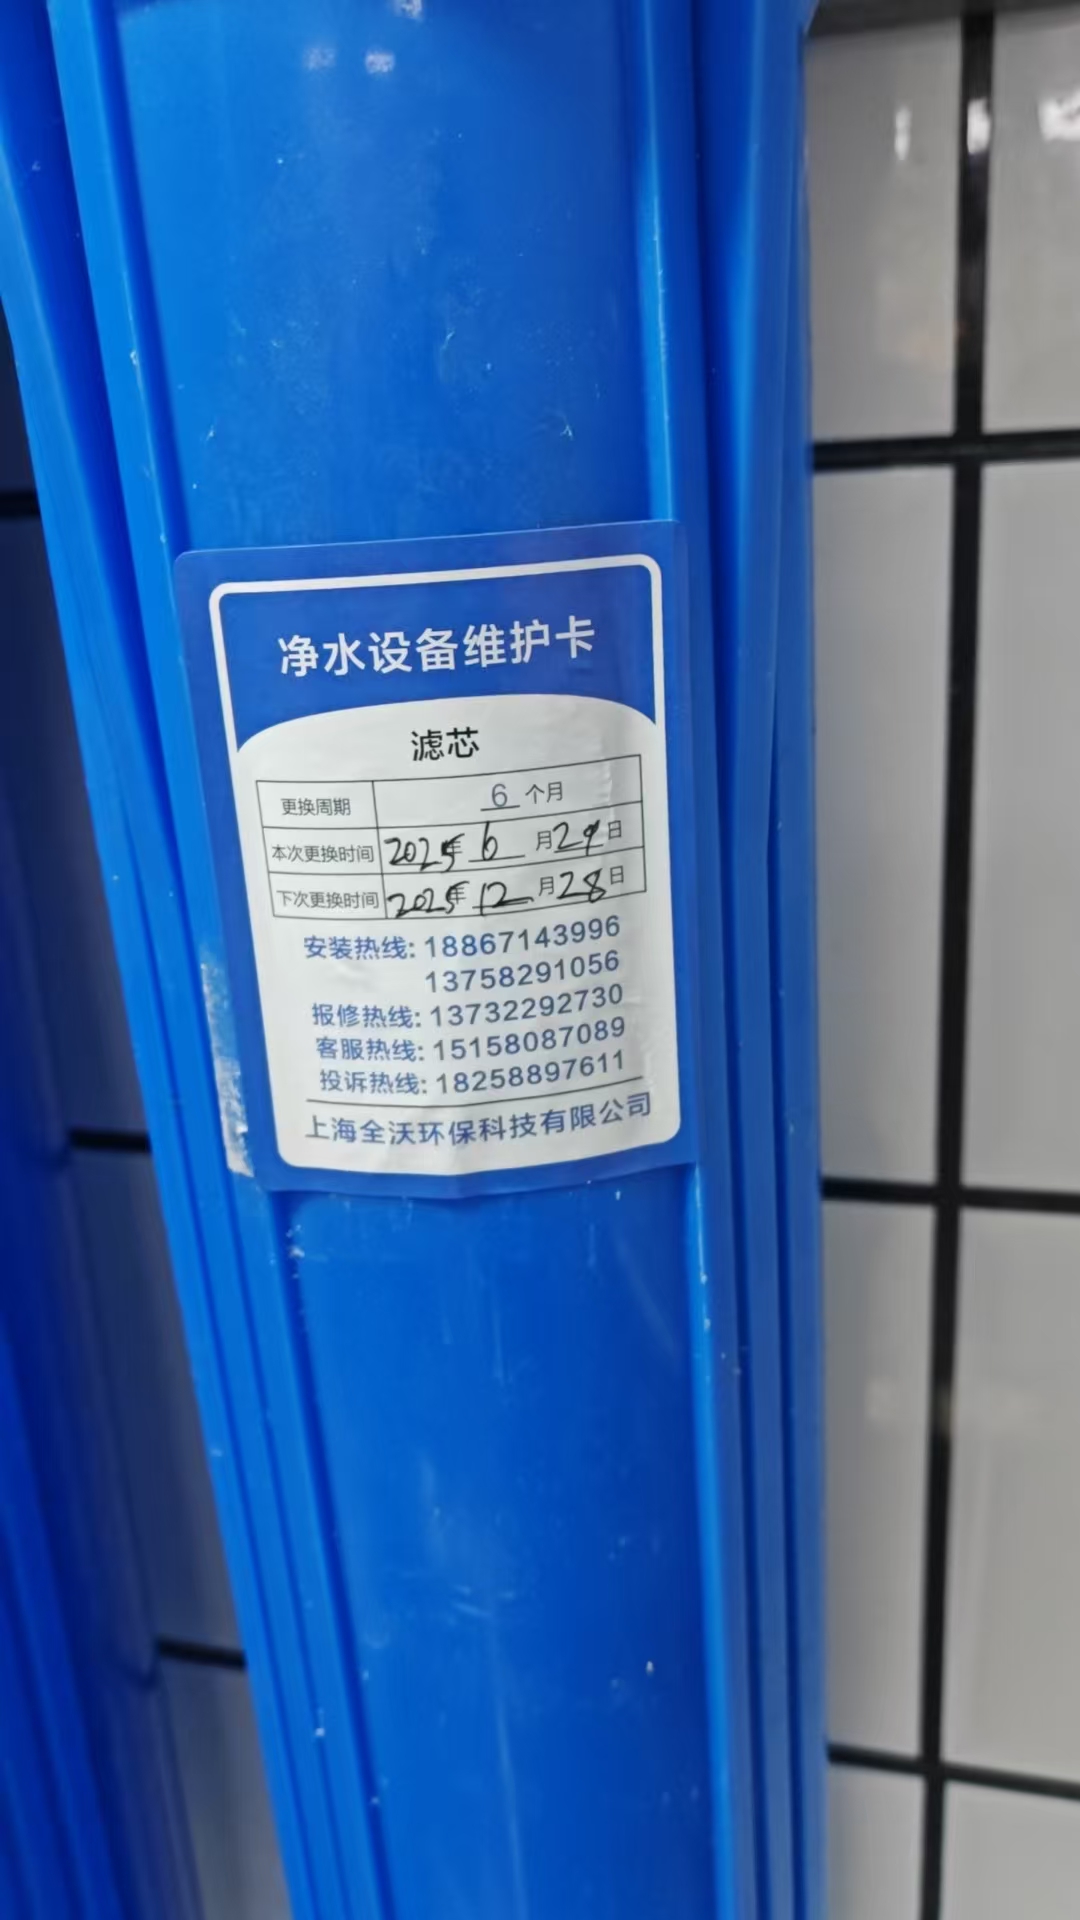 净水设备维护卡
滤芯
更换周期 6 个月
本次更换时间 2025年 6 月 29 日
下次更换时间 2025年 12 月 28 日
安装热线: 18867143996
13758291056
报修热线: 13732292730
客服热线: 15158087089
投诉热线: 18258897611
上海全沃环保科技有限公司